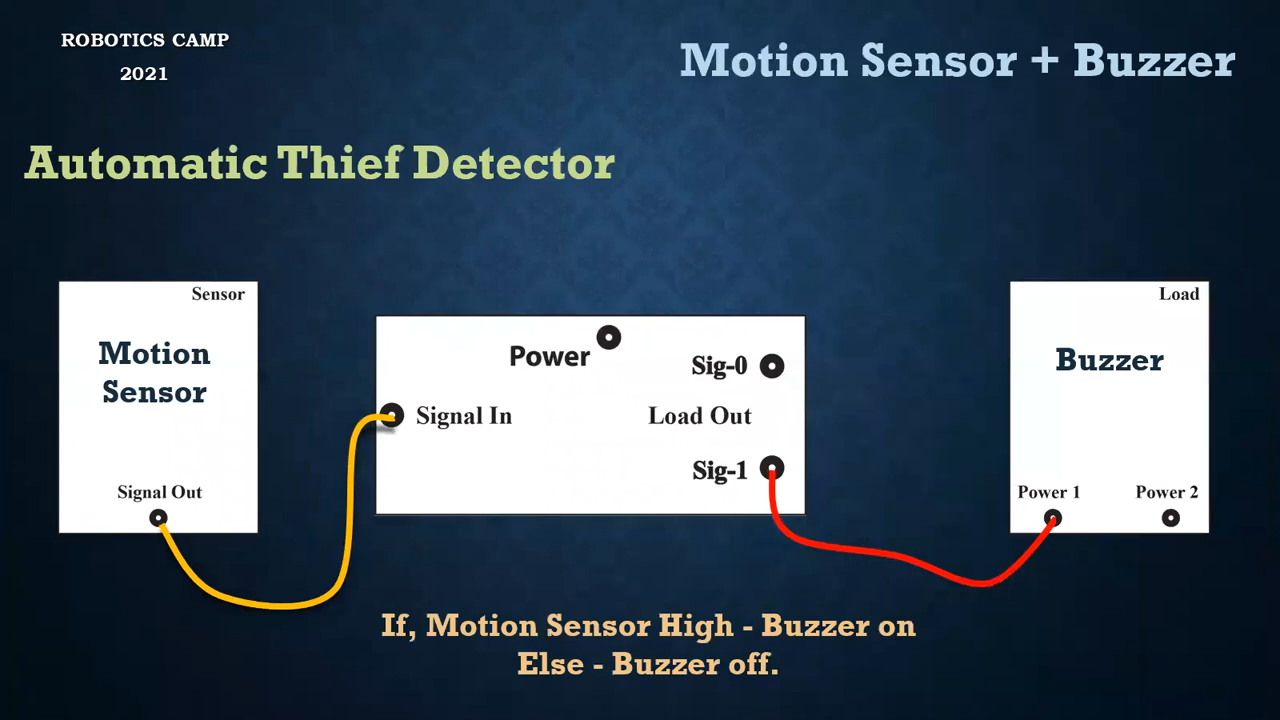 ROBOTICS CAMP
2021
Motion Sensor + Buzzer
Automatic Thief Detector
Sensor
Motion
Sensor
Signal Out
Power
Sig-0
Signal In
Load Out
Sig-1
Load
Buzzer
Power 1
Power 2
If, Motion Sensor High - Buzzer on
Else - Buzzer off.